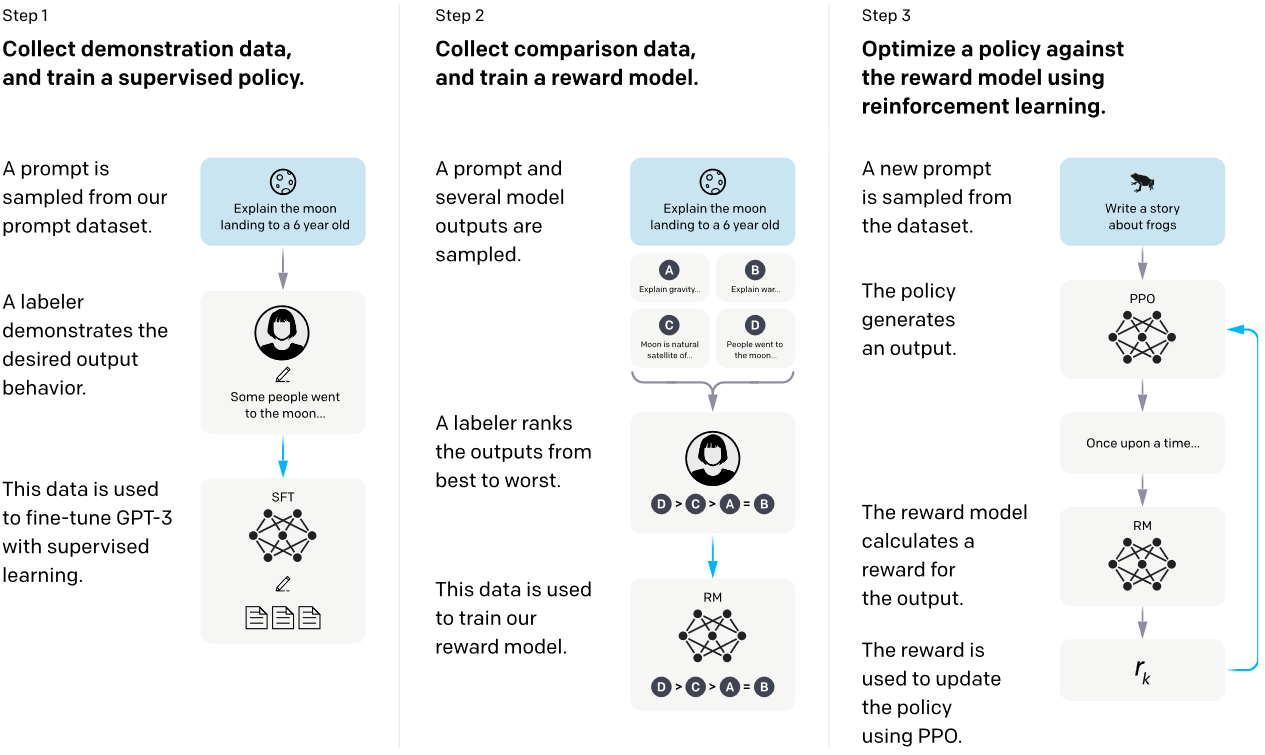 Step 1
Collect demonstration data,
and train a supervised policy.
A prompt is
sampled from our
prompt dataset.
Explain the moon
landing to a 6 year old
A labeler
demonstrates the
desired output
behavior.
Some people went
to the moon...
This data is used
to fine-tune GPT-3
with supervised
learning.
SFT
Step 2
Collect comparison data,
and train a reward model.
A prompt and
several model
outputs are
sampled.
Explain the moon
landing to a 6 year old
A
Explain gravity...
B
Explain war...
C
Moon is natural
satellite of...
D
People went to
the moon...
A labeler ranks
the outputs from
best to worst.
D > C > A = B
This data is used
to train our
reward model.
RM
D > C > A = B
Step 3
Optimize a policy against
the reward model using
reinforcement learning.
A new prompt
is sampled from
the dataset.
Write a story
about frogs
The policy
generates
an output.
PPO
Once upon a time...
The reward model
calculates a
reward for
the output.
RM
The reward is
used to update
the policy
using PPO.
r_k